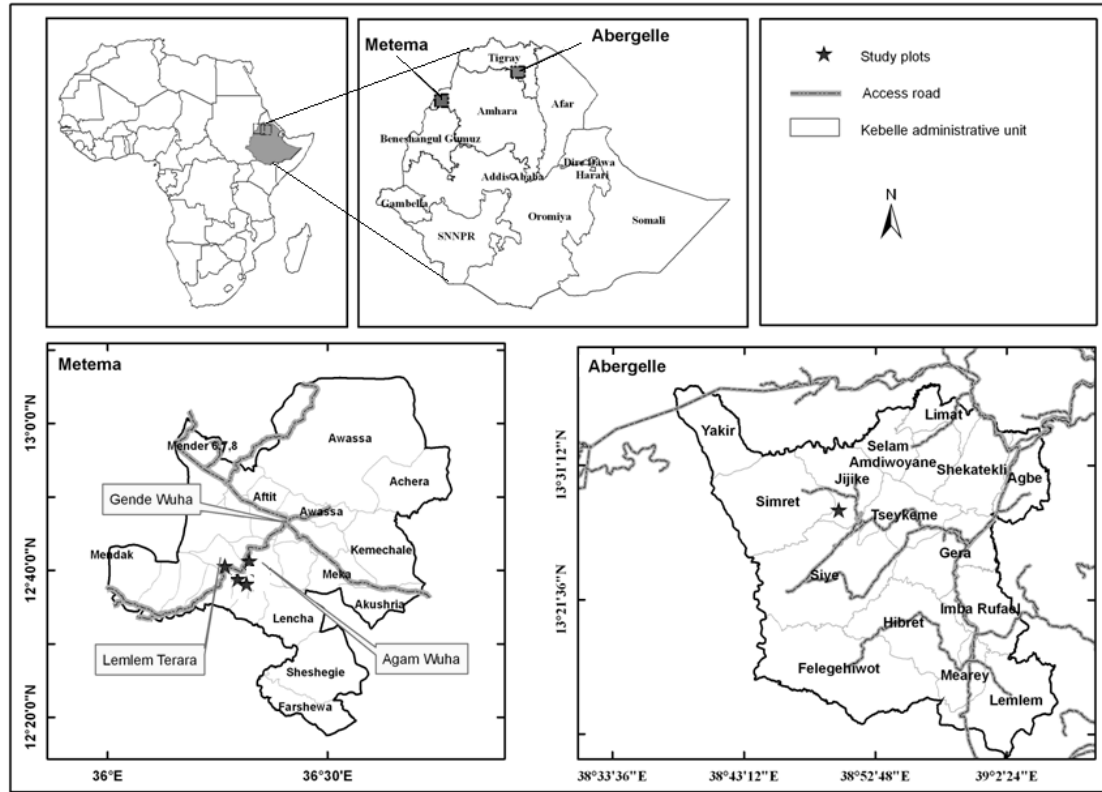 Metema
Abergelle
Tigray
Amhara
Afar
Beneshangul Gumuz
Dire Dawa
Addis Ababa
Harari
Gambella
Oromiya
Somali
SNNPR
Study plots
Access road
Kebelle administrative unit
N
Metema
13°0'0"N
12°40'0"N
12°20'0"N
36°E
36°30'E
Awassa
Mender 6,7,8
Achera
Gende Wuha
Aftit
Awassa
Mendak
Kemechale
Meka
Akushria
Lencha
Lemlem Terara
Agam Wuha
Sheshegie
Farshewa
Abergelle
13°31'12"N
13°21'36"N
38°33'36"E
38°43'12"E
38°52'48"E
39°2'24"E
Yakir
Limat
Selam
Amdiwoyane
Shekatekli
Jijike
Agbe
Simret
Tseykeme
Gera
Siye
Imba Rufael
Hibret
Felegehiwot
Mearey
Lemlem